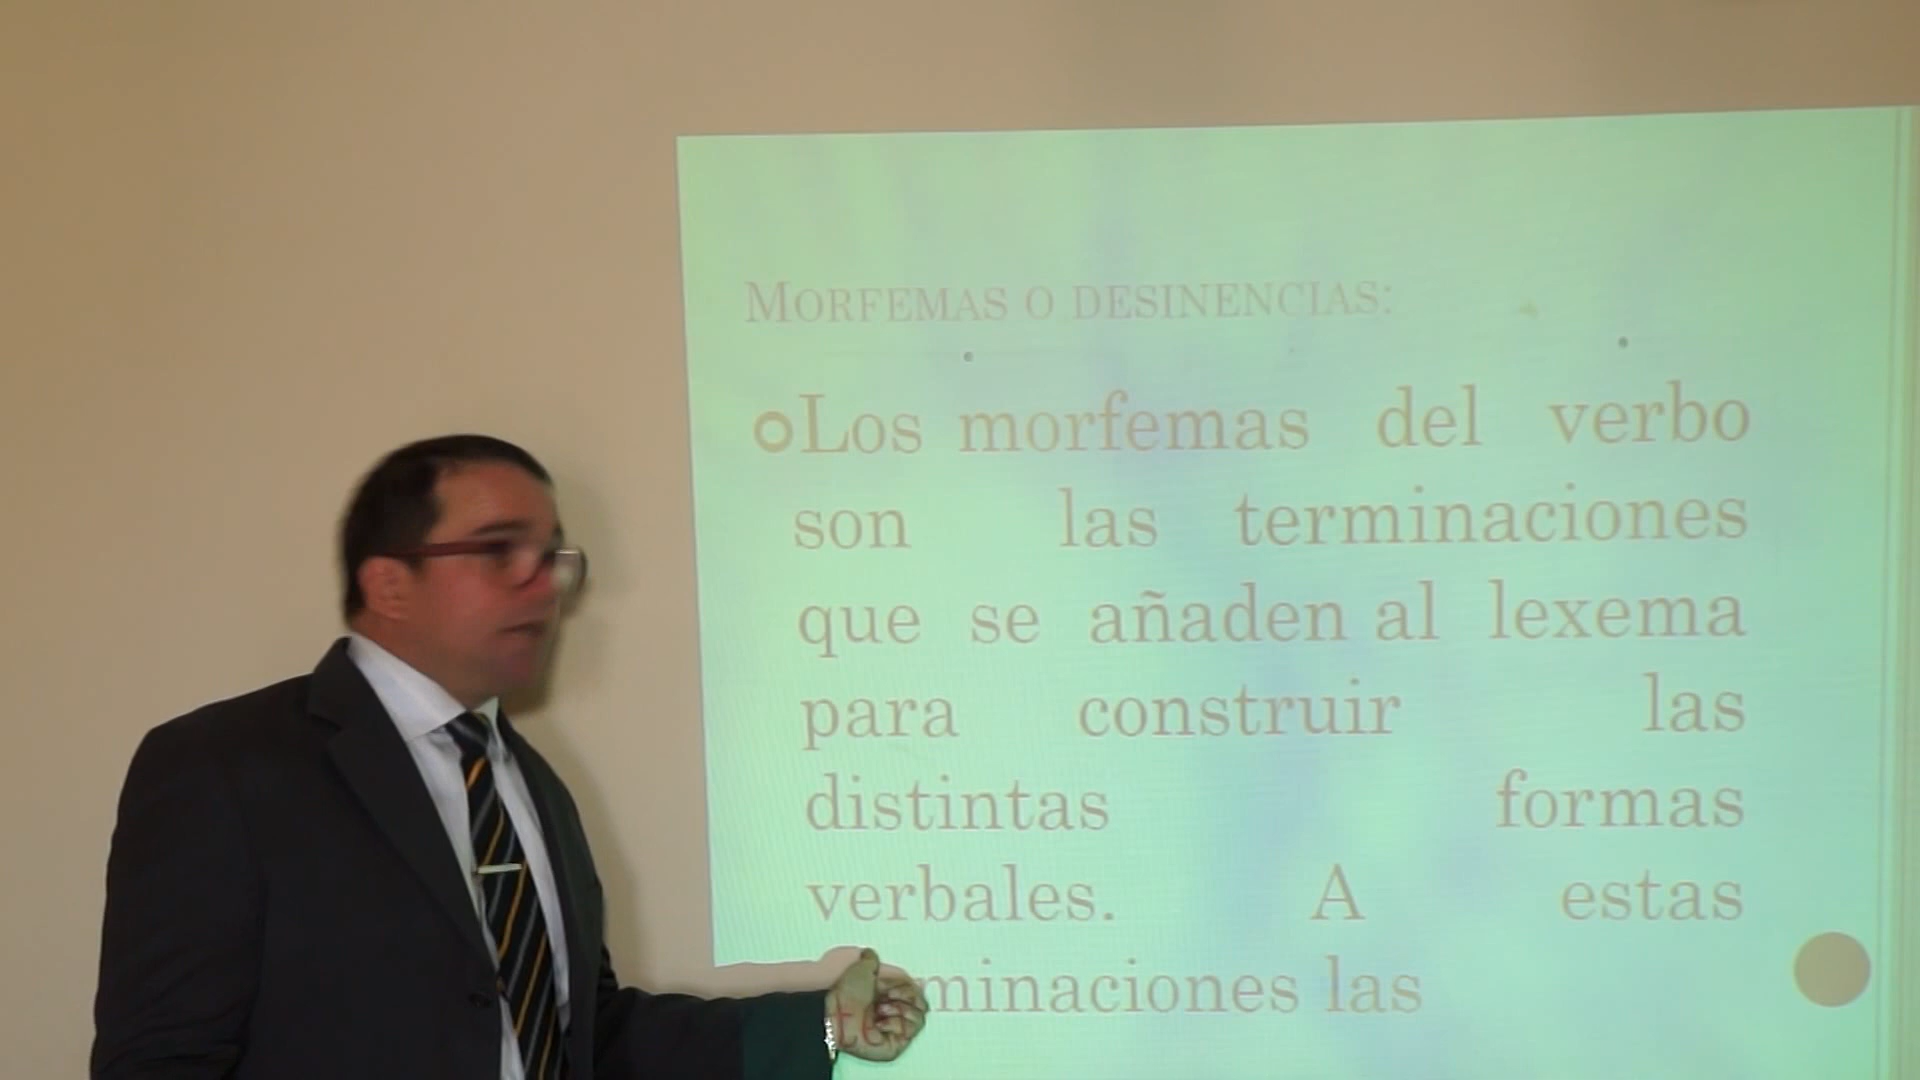 MORFEMAS O DESINENCIAS:
Los morfemas del verbo
son las terminaciones
que se añaden al lexema
para construir las
distintas formas
verbales. A estas
terminaciones las